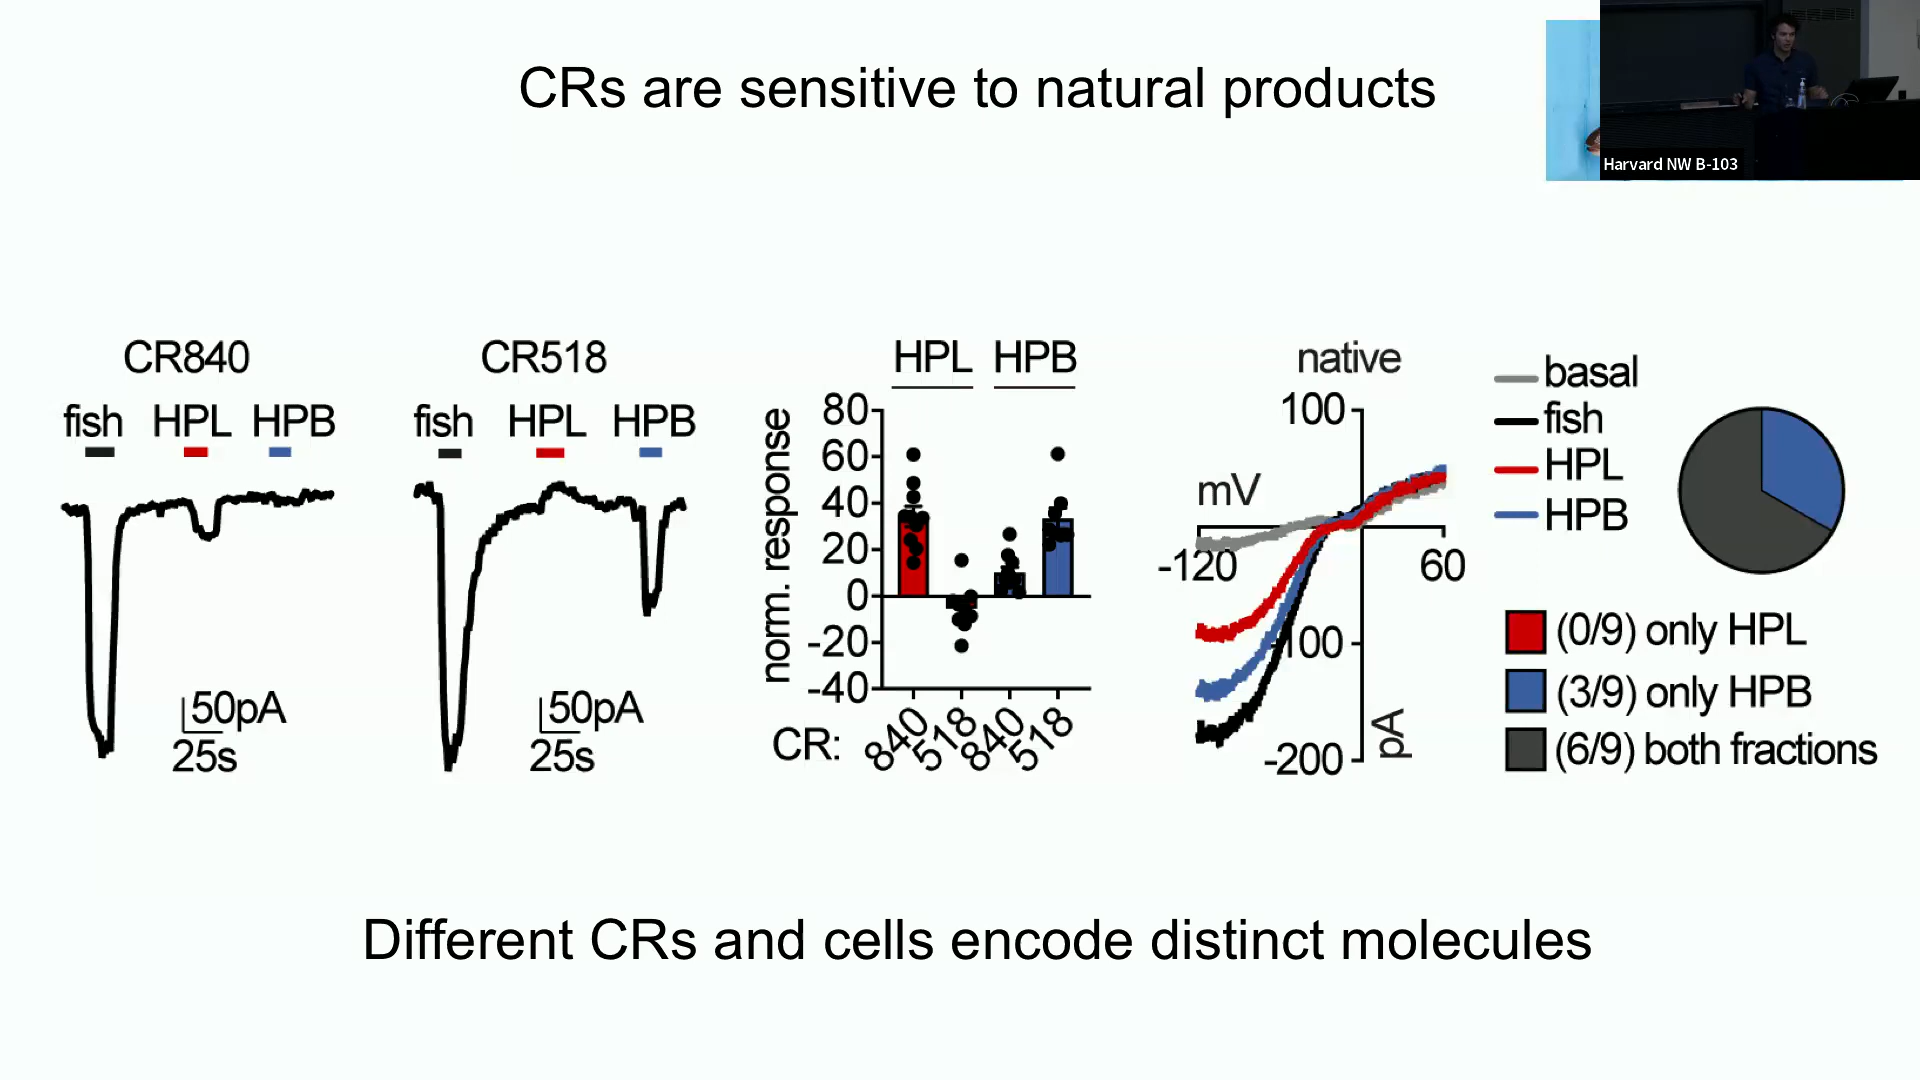 CRs are sensitive to natural products
Harvard NW B-103
CR840
fish HPL HPB
50pA
25s
CR518
fish HPL HPB
50pA
25s
HPL HPB
norm. response
80
60
40
20
0
-20
-40
CR: 840 518 840 518
native
100
mV
-120
60
-100
-200
pA
basal
fish
HPL
HPB
(0/9) only HPL
(3/9) only HPB
(6/9) both fractions
Different CRs and cells encode distinct molecules